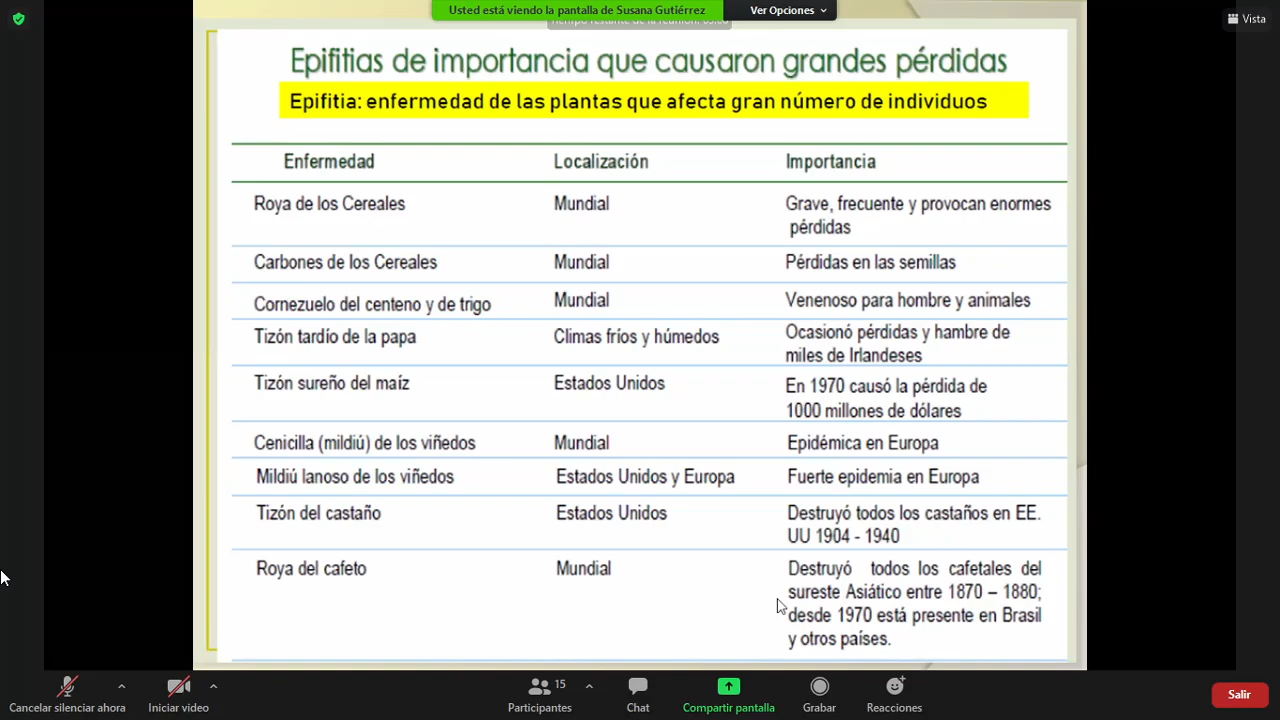 Usted está viendo la pantalla de Susana Gutiérrez
Ver Opciones
Vista
Epifitias de importancia que causaron grandes pérdidas
Epifitia: enfermedad de las plantas que afecta gran número de individuos
Enfermedad Localización Importancia
Roya de los Cereales Mundial Grave, frecuente y provocan enormes
pérdidas
Carbones de los Cereales Mundial Pérdidas en las semillas
Cornezuelo del centeno y de trigo Mundial Venenoso para hombre y animales
Tizón tardío de la papa Climas fríos y húmedos Ocasionó pérdidas y hambre de
miles de Irlandeses
Tizón sureño del maíz Estados Unidos En 1970 causó la pérdida de
1000 millones de dólares
Cenicilla (mildiú) de los viñedos Mundial Epidémica en Europa
Mildiú lanoso de los viñedos Estados Unidos y Europa Fuerte epidemia en Europa
Tizón del castaño Estados Unidos Destruyó todos los castaños en EE.
UU 1904 - 1940
Roya del cafeto Mundial Destruyó todos los cafetales del
sureste Asiático entre 1870 – 1880;
desde 1970 está presente en Brasil
y otros países.
15
Cancelar silenciar ahora Iniciar video Participantes Chat Compartir pantalla Grabar Reacciones Salir